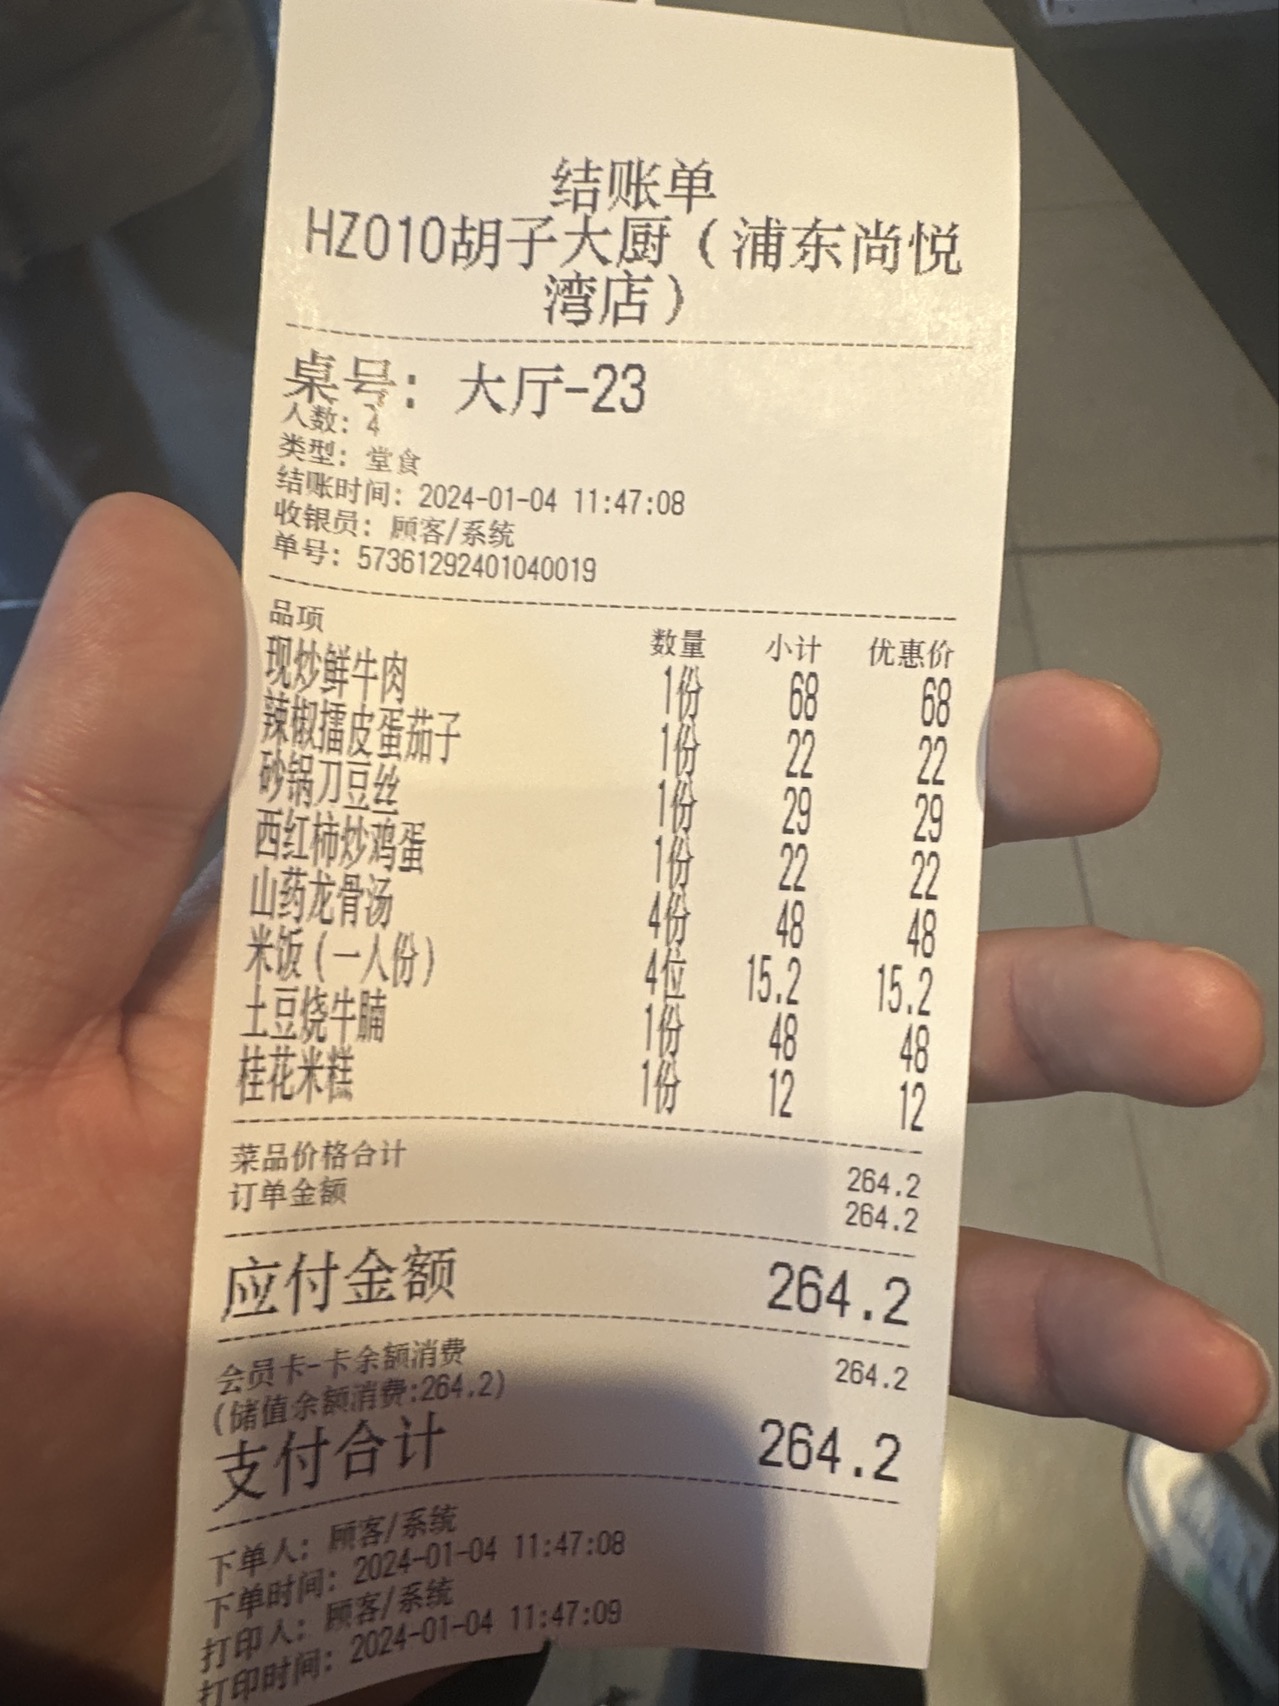 结账单
HZ010胡子大厨（浦东尚悦
湾店）
桌号：大厅-23
人数：4
类型：堂食
结账时间：2024-01-04 11:47:08
收银员：顾客/系统
单号：57361292401040019
品项 数量 小计 优惠价
现炒鲜牛肉 1份 68 68
辣椒擂皮蛋茄子 1份 22 22
砂锅刀豆丝 1份 29 29
西红柿炒鸡蛋 1份 22 22
山药龙骨汤 4份 48 48
米饭（一人份） 4位 15.2 15.2
土豆烧牛腩 1份 48 48
桂花米糕 1份 12 12
菜品价格合计 264.2
订单金额 264.2
应付金额 264.2
会员卡-卡余额消费 264.2
(储值余额消费:264.2)
支付合计 264.2
下单人：顾客/系统
下单时间：2024-01-04 11:47:08
打印人：顾客/系统
打印时间：2024-01-04 11:47:09